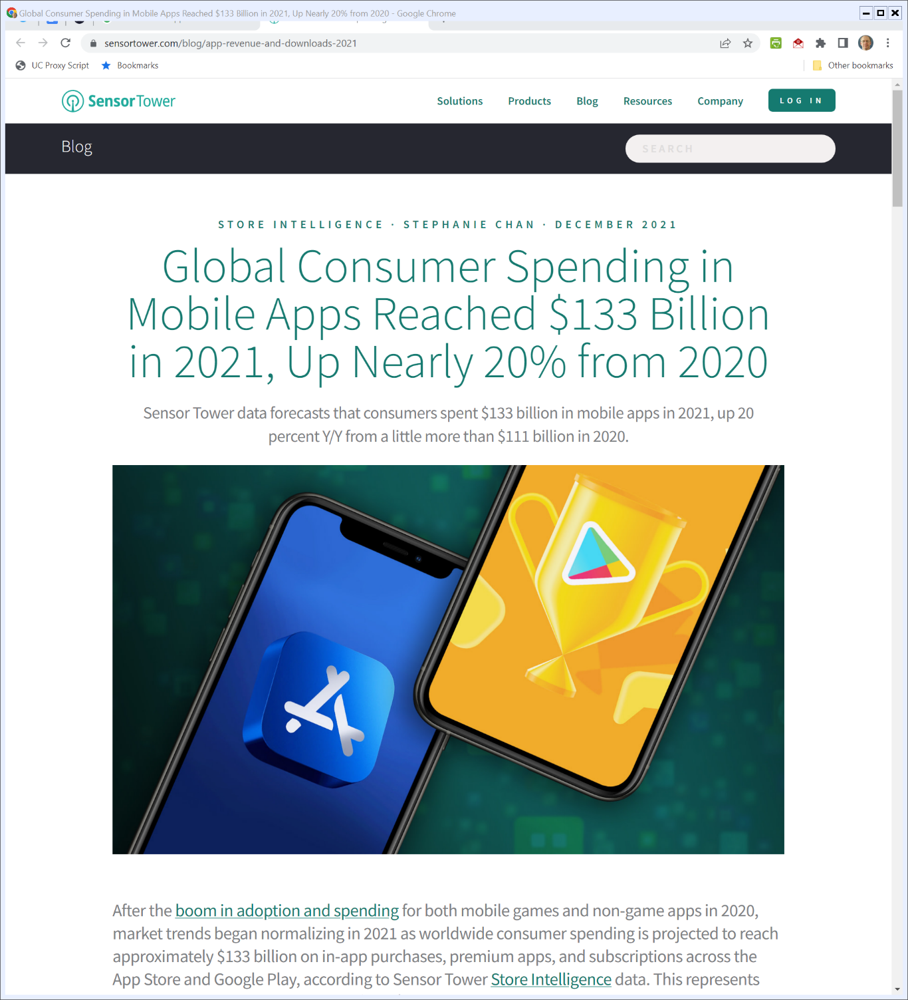 Global Consumer Spending in Mobile Apps Reached $133 Billion in 2021, Up Nearly 20% from 2020 - Google Chrome
sensortower.com/blog/app-revenue-and-downloads-2021
UC Proxy Script Bookmarks Other bookmarks
SensorTower Solutions Products Blog Resources Company LOG IN
Blog SEARCH
STORE INTELLIGENCE · STEPHANIE CHAN · DECEMBER 2021
Global Consumer Spending in
Mobile Apps Reached $133 Billion
in 2021, Up Nearly 20% from 2020
Sensor Tower data forecasts that consumers spent $133 billion in mobile apps in 2021, up 20
percent Y/Y from a little more than $111 billion in 2020.
After the boom in adoption and spending for both mobile games and non-game apps in 2020,
market trends began normalizing in 2021 as worldwide consumer spending is projected to reach
approximately $133 billion on in-app purchases, premium apps, and subscriptions across the
App Store and Google Play, according to Sensor Tower Store Intelligence data. This represents